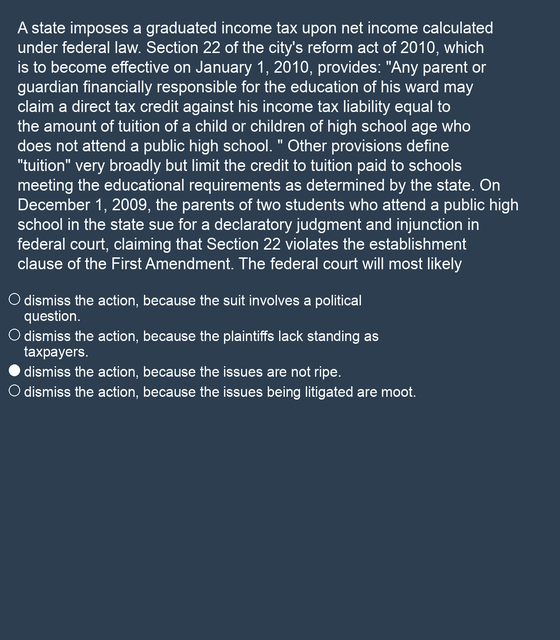 A state imposes a graduated income tax upon net income calculated
under federal law. Section 22 of the city's reform act of 2010, which
is to become effective on January 1, 2010, provides: "Any parent or
guardian financially responsible for the education of his ward may
claim a direct tax credit against his income tax liability equal to
the amount of tuition of a child or children of high school age who
does not attend a public high school. " Other provisions define
"tuition" very broadly but limit the credit to tuition paid to schools
meeting the educational requirements as determined by the state. On
December 1, 2009, the parents of two students who attend a public high
school in the state sue for a declaratory judgment and injunction in
federal court, claiming that Section 22 violates the establishment
clause of the First Amendment. The federal court will most likely
dismiss the action, because the suit involves a political
question.
dismiss the action, because the plaintiffs lack standing as
taxpayers.
dismiss the action, because the issues are not ripe.
dismiss the action, because the issues being litigated are moot.